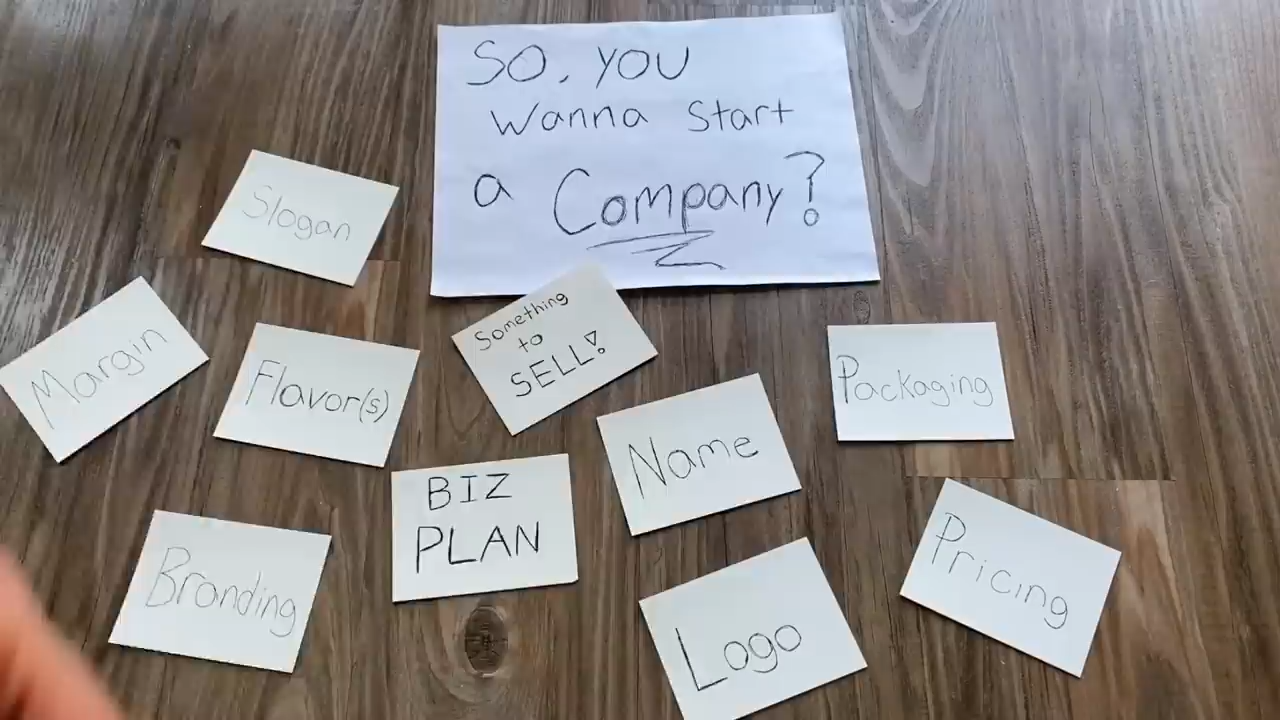 SO, YOU
Wanna Start
a Company?
Slogan
Margin
Flavor(s)
Something
to
SELL!
Name
Packaging
BIZ
PLAN
Branding
Logo
Pricing